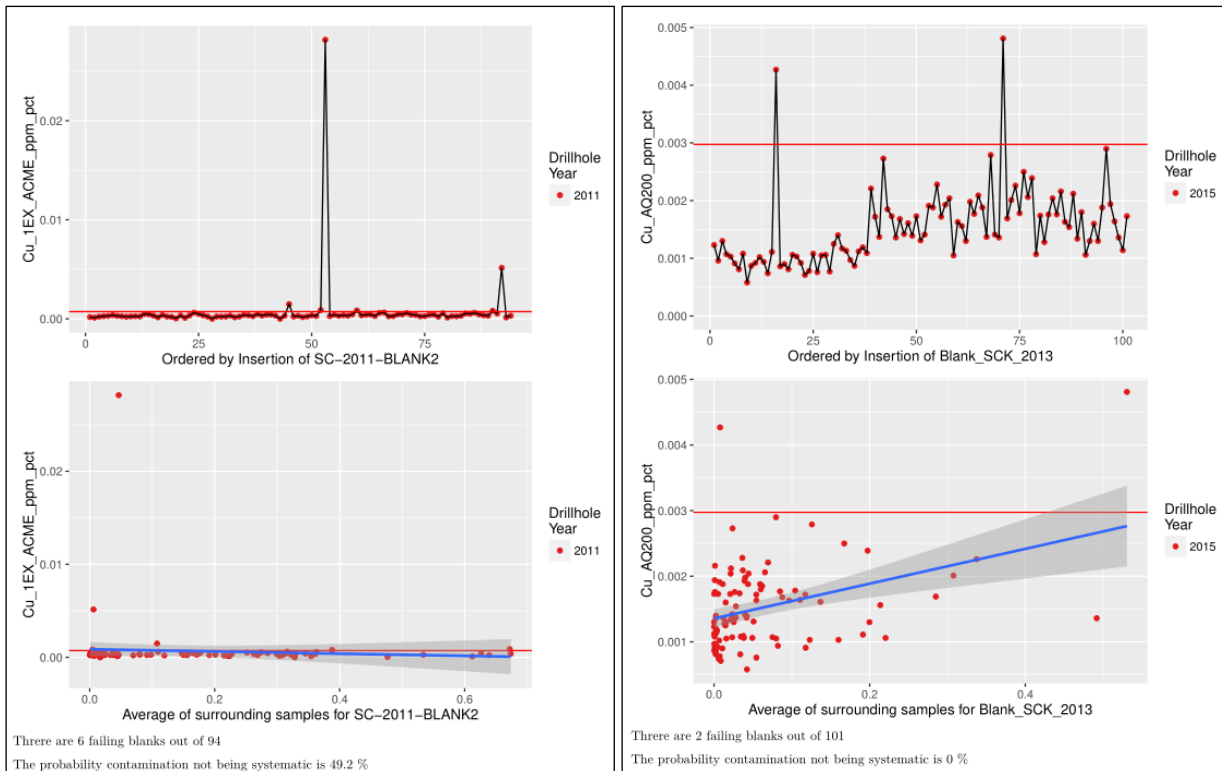 Cu_1EX_ACME_ppm_pct
0.02
0.01
0.00
0
25
50
75
Ordered by Insertion of SC-2011-BLANK2
Drillhole
Year
2011
Cu_1EX_ACME_ppm_pct
0.02
0.01
0.00
0.0
0.2
0.4
0.6
Average of surrounding samples for SC-2011-BLANK2
Drillhole
Year
2011
Threre are 6 failing blanks out of 94
The probability contamination not being systematic is 49.2 %
Cu_AQ200_ppm_pct
0.005
0.004
0.003
0.002
0.001
0.000
0
25
50
75
100
Ordered by Insertion of Blank_SCK_2013
Drillhole
Year
2015
Cu_AQ200_ppm_pct
0.005
0.004
0.003
0.002
0.001
0.0
0.2
0.4
Average of surrounding samples for Blank_SCK_2013
Drillhole
Year
2015
Threre are 2 failing blanks out of 101
The probability contamination not being systematic is 0 %